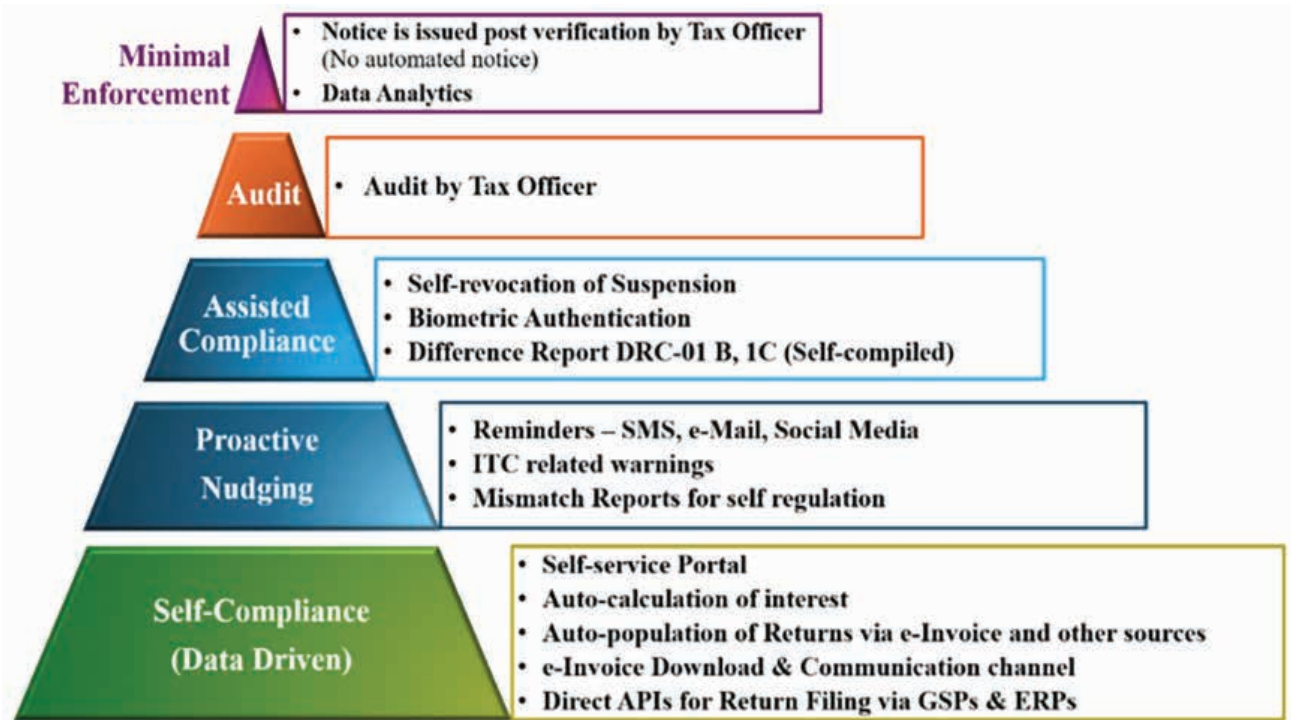 Minimal
Enforcement
• Notice is issued post verification by Tax Officer
(No automated notice)
• Data Analytics
Audit
• Audit by Tax Officer
Assisted
Compliance
• Self-revocation of Suspension
• Biometric Authentication
• Difference Report DRC-01 B, 1C (Self-compiled)
Proactive
Nudging
• Reminders – SMS, e-Mail, Social Media
• ITC related warnings
• Mismatch Reports for self regulation
Self-Compliance
(Data Driven)
• Self-service Portal
• Auto-calculation of interest
• Auto-population of Returns via e-Invoice and other sources
• e-Invoice Download & Communication channel
• Direct APIs for Return Filing via GSPs & ERPs